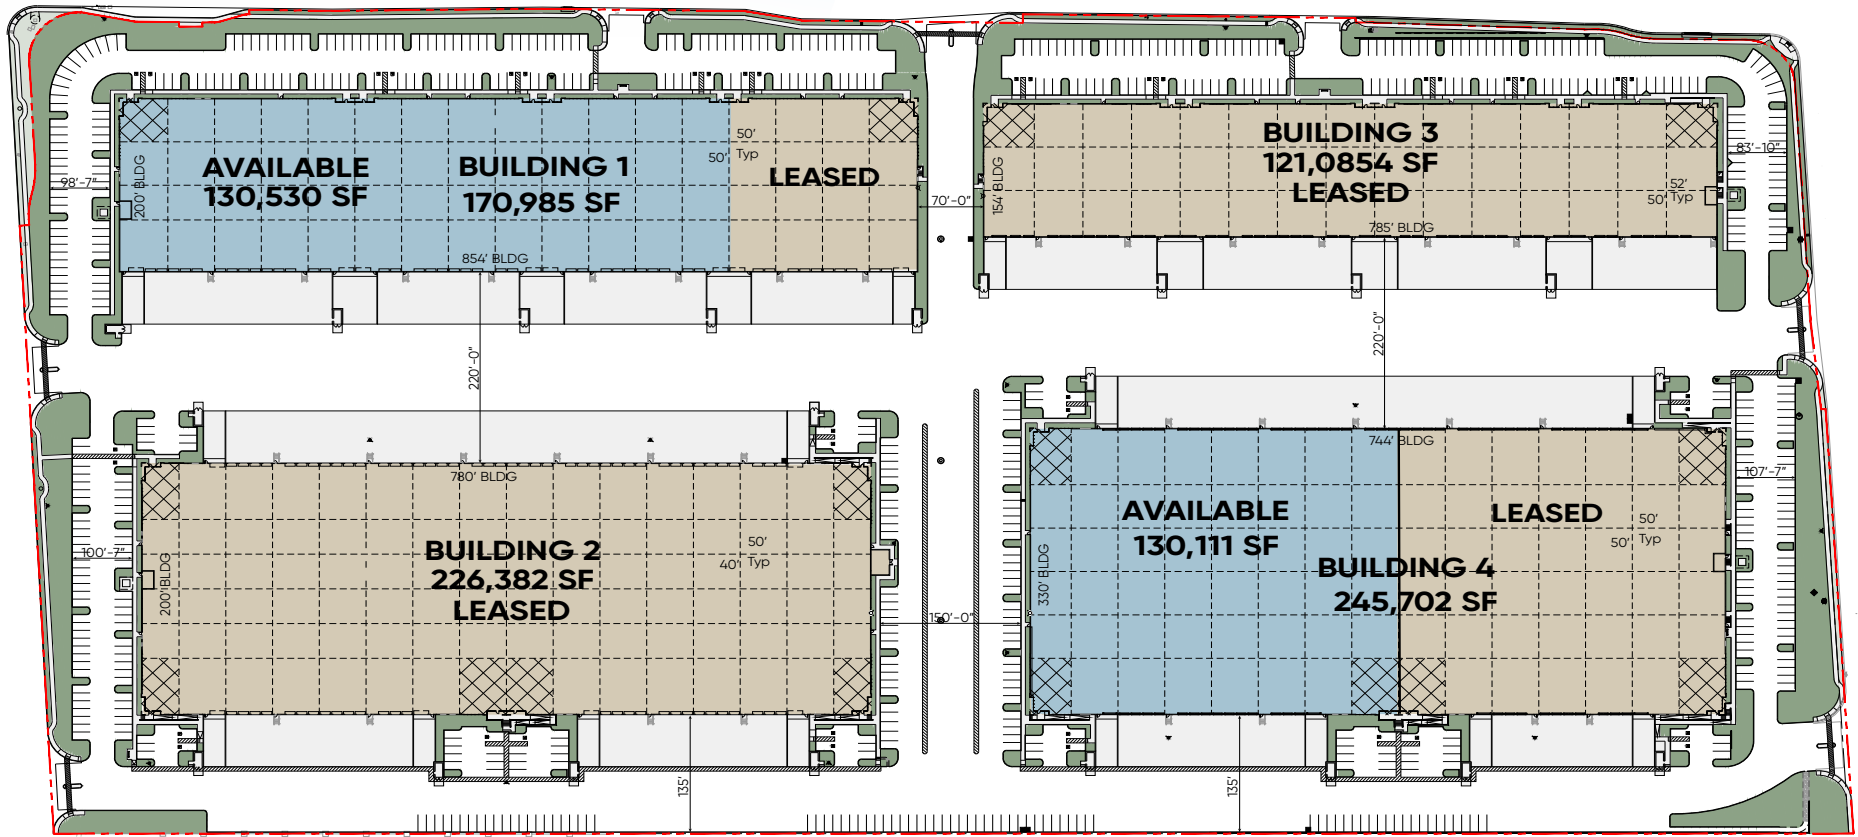 AVAILABLE
130,530 SF
BUILDING 1
170,985 SF
50'
50' Typ
LEASED
200' BLDG
98'-7"
854' BLDG
70'-0"
BUILDING 3
121,0854 SF
LEASED
154' BLDG
52'
50' Typ
785' BLDG
83'-10"
220'-0"
220'-0"
780' BLDG
BUILDING 2
226,382 SF
LEASED
50'
40' Typ
200' BLDG
100'-7"
150'-0"
744' BLDG
AVAILABLE
130,111 SF
LEASED
50'
50' Typ
BUILDING 4
245,702 SF
330' BLDG
107'-7"
135'
135'